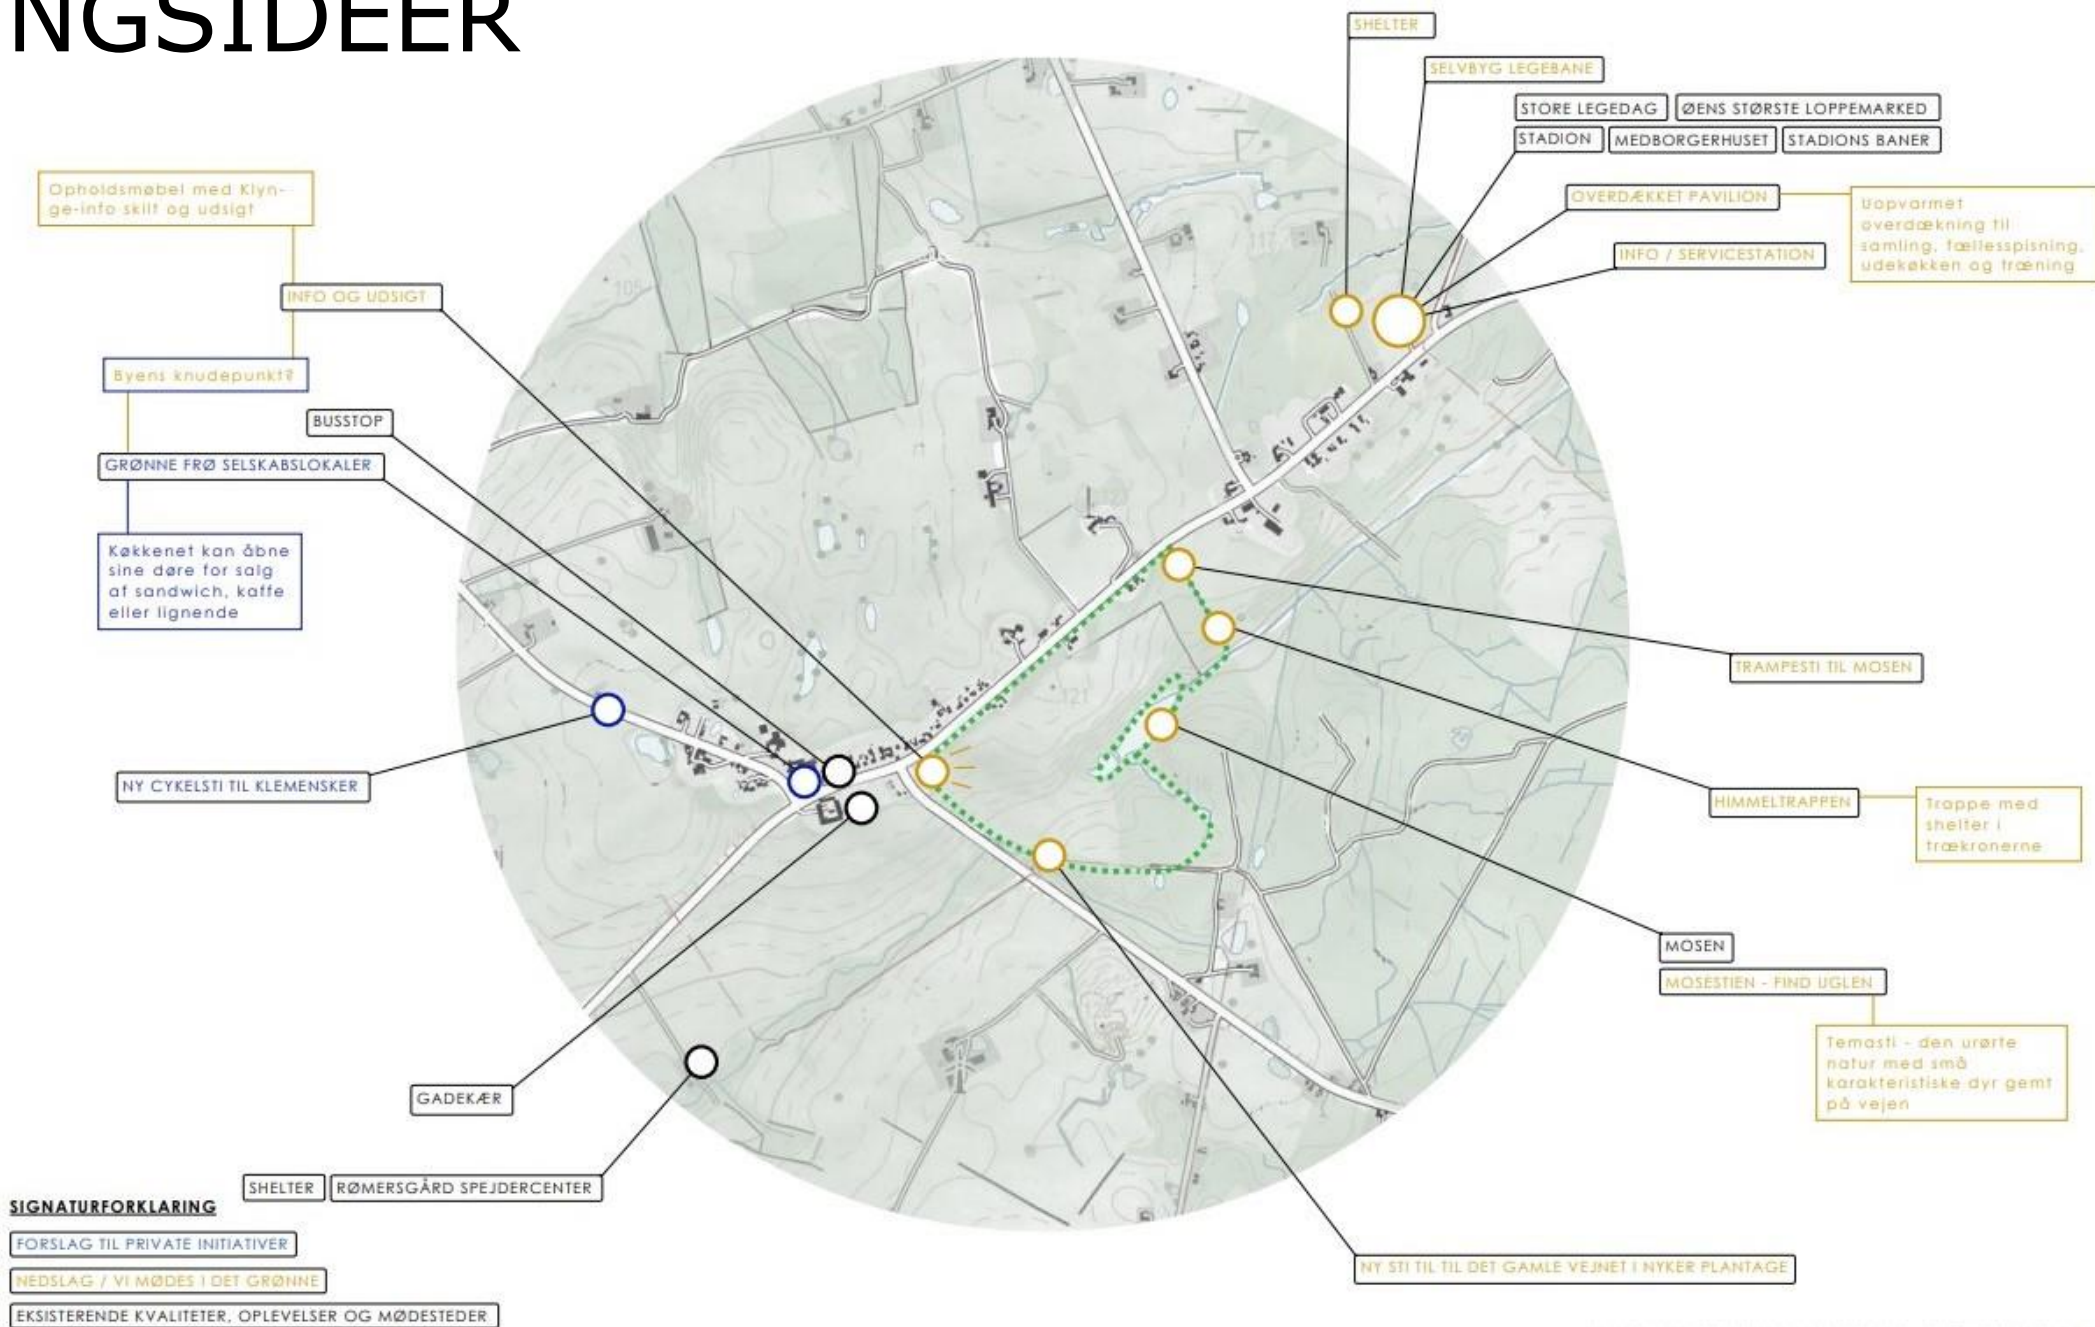 NGSIDEER
SHELTER
SELVBYG LEGEBANE
STORE LEGEDAG
ØENS STØRSTE LOPPEMARKED
STADION
MEDBORGERHUSET
STADIONS BANER
OVERDÆKKET PAVILION
Uopvarmet
overdækning til
samling, fællesspisning,
udekøkken og træning
INFO / SERVICESTATION
Opholdsmøbel med Klyn-
ge-info skilt og udsigt
INFO OG UDSIGT
Byens knudepunkt?
BUSSTOP
GRØNNE FRØ SELSKABSLOKALER
Køkkenet kan åbne
sine døre for salg
af sandwich, kaffe
eller lignende
NY CYKELSTI TIL KLEMENSKER
105
121
TRAMPESTI TIL MOSEN
HIMMELTRAPPEN
Trappe med
shelter i
trækronerne
MOSEN
MOSESTIEN - FIND UGLEN
Temasti - den urørte
natur med små
karakteristiske dyr gemt
på vejen
GADEKÆR
SHELTER
RØMERSGÅRD SPEJDERCENTER
NY STI TIL TIL DET GAMLE VEJNET I NYKER PLANTAGE
SIGNATURFORKLARING
FORSLAG TIL PRIVATE INITIATIVER
NEDSLAG / VI MØDES I DET GRØNNE
EKSISTERENDE KVALITETER, OPLEVELSER OG MØDESTEDER